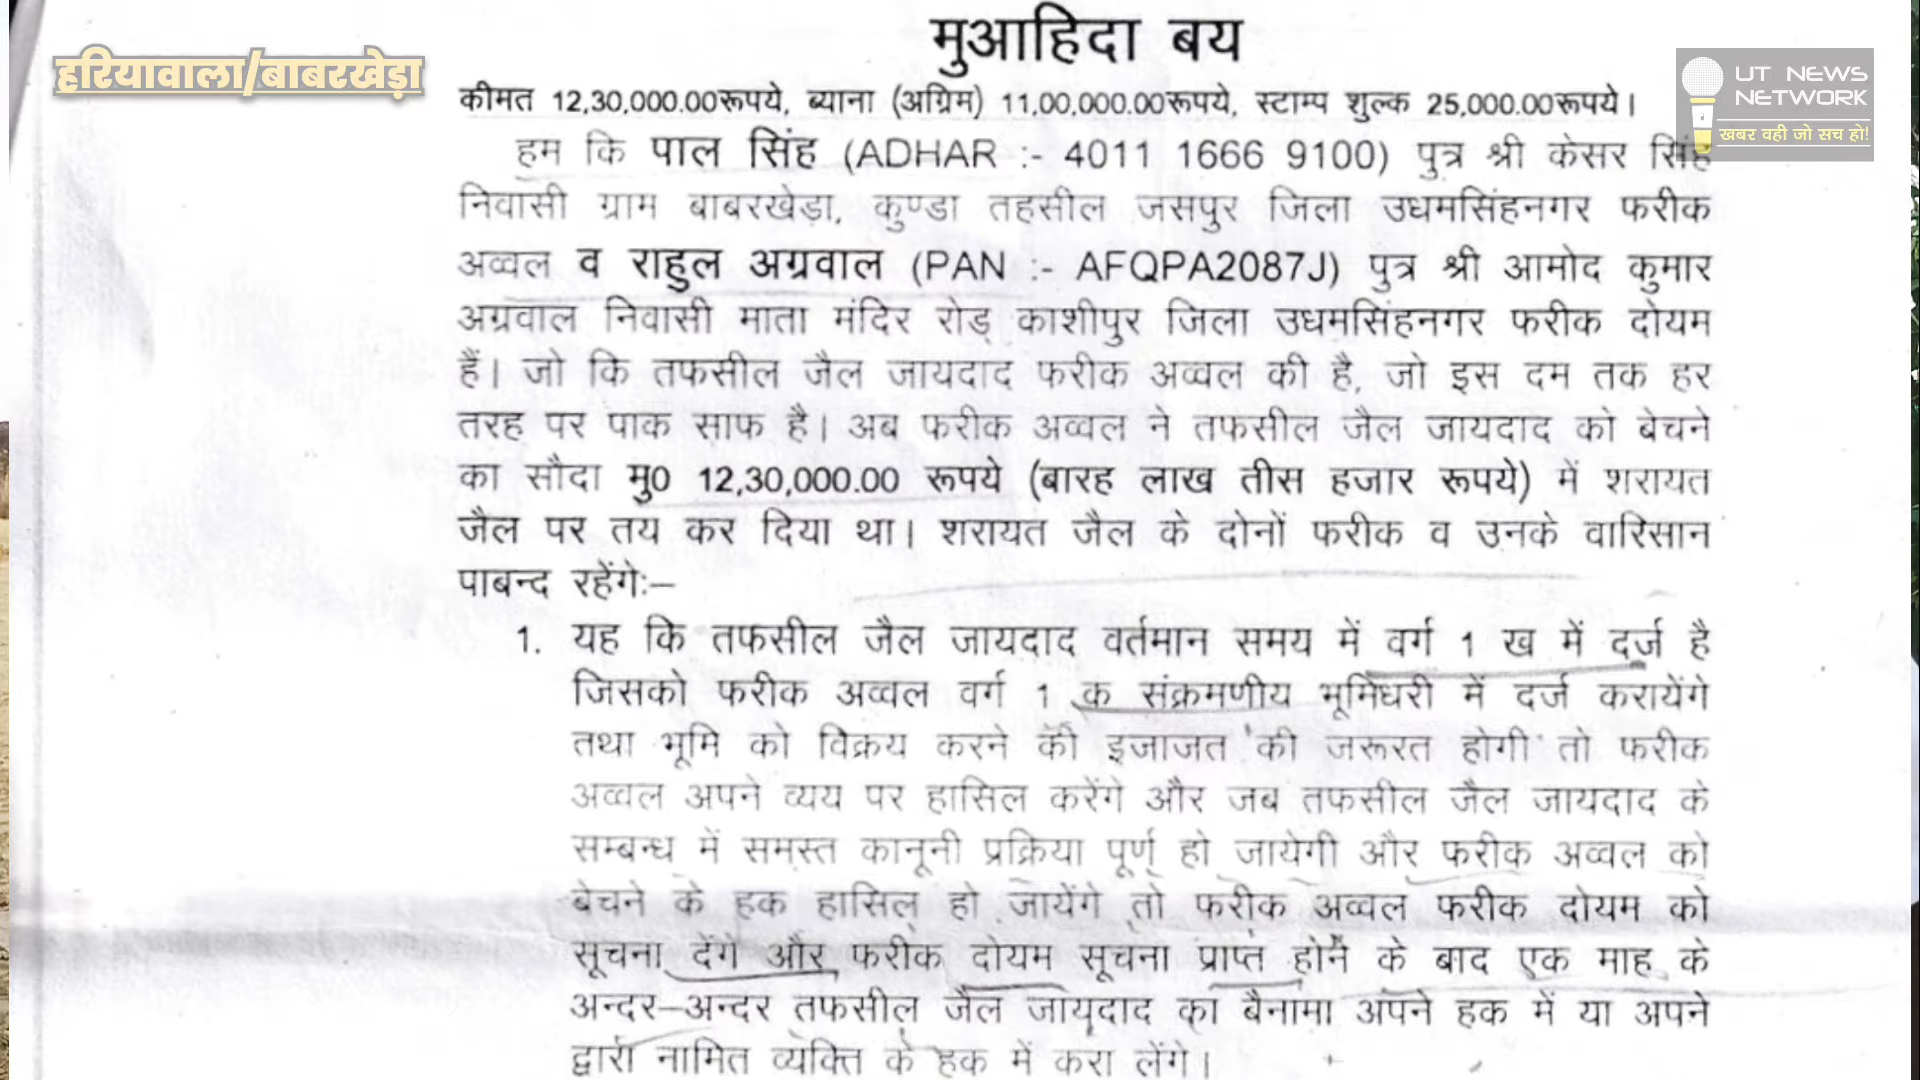 मुआहिदा बय
हरियावाला/बाबरखेड़ा
UT NEWS
NETWORK
खबर वही जो सच हो!
कीमत 12,30,000.00रूपये, ब्याना (अग्रिम) 11,00,000.00रूपये, स्टाम्प शुल्क 25,000.00रूपये।
हम कि पाल सिंह (ADHAR :- 4011 1666 9100) पुत्र श्री केसर सिंह
निवासी ग्राम बाबरखेड़ा, कुण्डा तहसील जसपुर जिला उधमसिंहनगर फरीक
अव्वल व राहुल अग्रवाल (PAN :- AFQPA2087J) पुत्र श्री आमोद कुमार
अग्रवाल निवासी माता मंदिर रोड़ काशीपुर जिला उधमसिंहनगर फरीक दोयम
हैं। जो कि तफसील जैल जायदाद फरीक अव्वल की है, जो इस दम तक हर
तरह पर पाक साफ है। अब फरीक अव्वल ने तफसील जैल जायदाद को बेचने
का सौदा मु0 12,30,000.00 रूपये (बारह लाख तीस हजार रूपये) में शरायत
जैल पर तय कर दिया था। शरायत जैल के दोनों फरीक व उनके वारिसान
पाबन्द रहेंगे:–
1. यह कि तफसील जैल जायदाद वर्तमान समय में वर्ग 1 ख में दर्ज है
जिसको फरीक अव्वल वर्ग 1 क संक्रमणीय भूमिधरी में दर्ज करायेंगे
तथा भूमि को विक्रय करने की इजाजत की जरूरत होगी तो फरीक
अव्वल अपने व्यय पर हासिल करेंगे और जब तफसील जैल जायदाद के
सम्बन्ध में समस्त कानूनी प्रक्रिया पूर्ण हो जायेगी और फरीक अव्वल को
बेचने के हक हासिल हो जायेंगे तो फरीक अव्वल फरीक दोयम को
सूचना देंगे और फरीक दोयम सूचना प्राप्त होने के बाद एक माह के
अन्दर–अन्दर तफसील जैल जायदाद का बैनामा अपने हक में या अपने
द्वारा नामित व्यक्ति के हक में करा लेंगे।